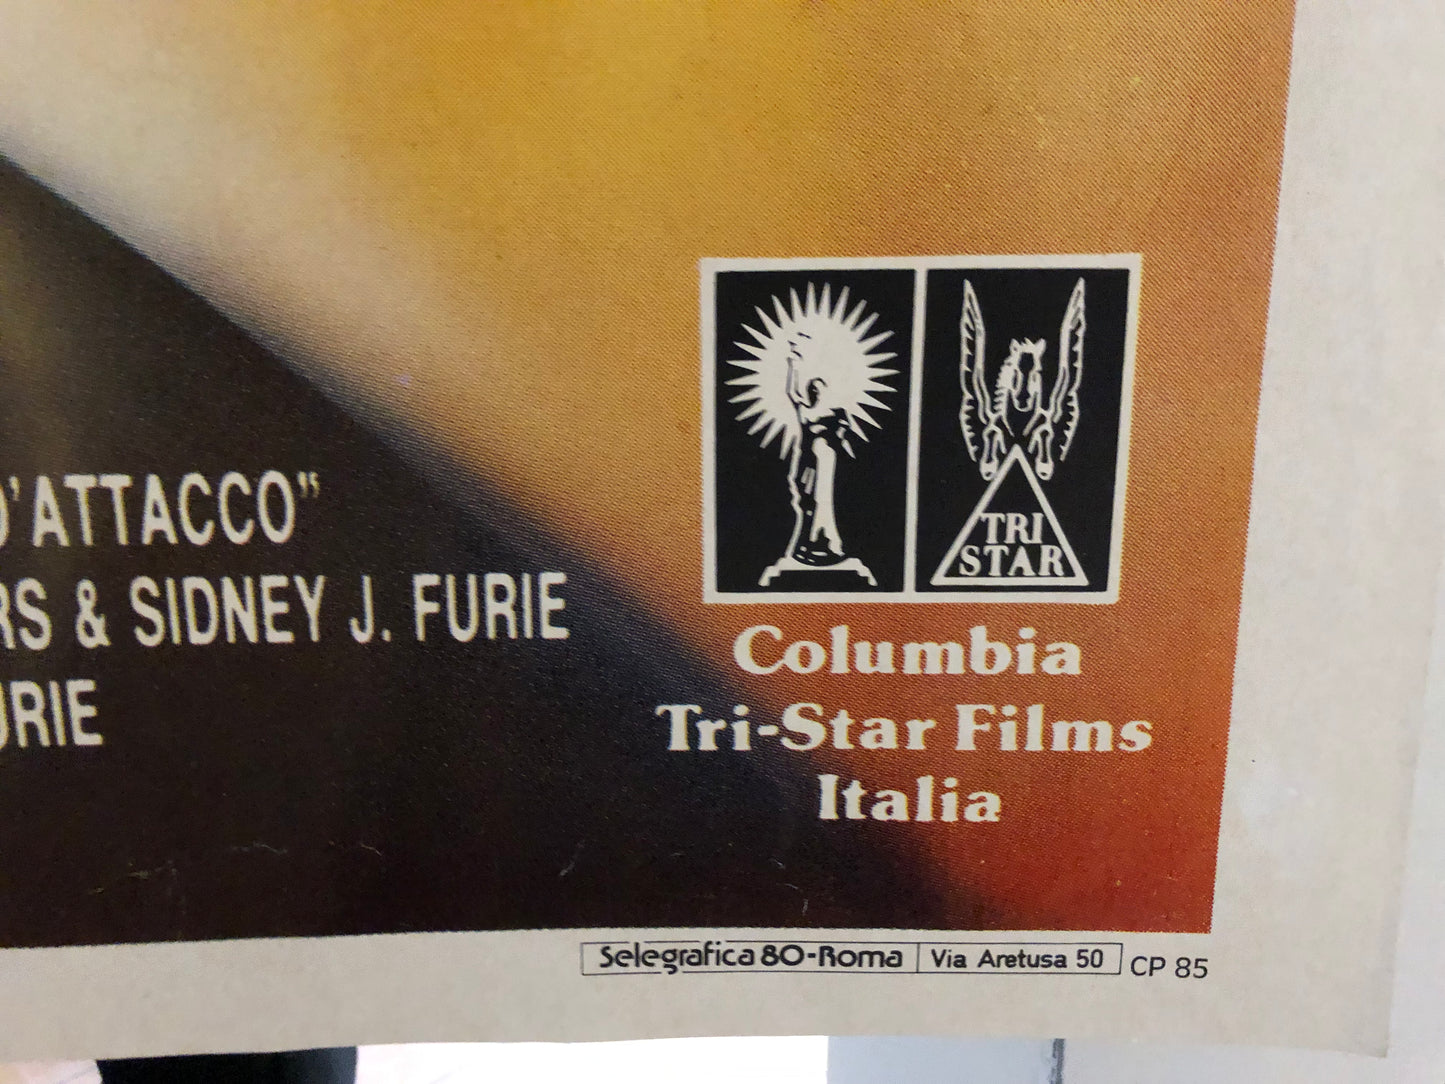 D'ATTACCO"
RS & SIDNEY J. FURIE
URIE
TRI
STAR
Columbia
Tri-Star Films
Italia
Selegrafica 80-Roma Via Aretusa 50 CP 85